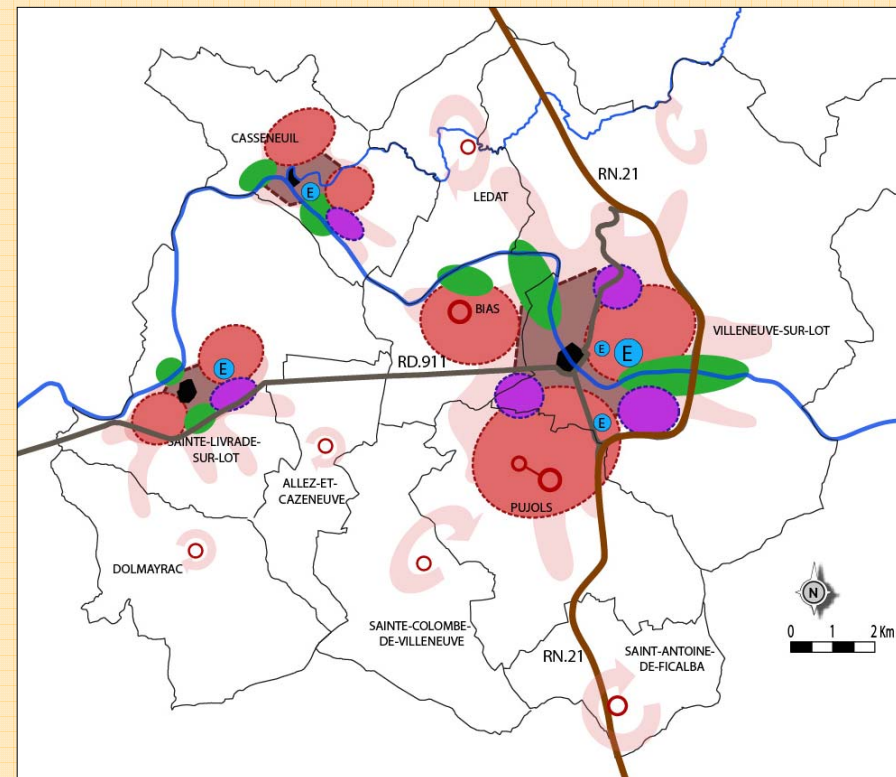 CASSENEUIL
E
LEDAT
RN.21
BIAS
VILLENEUVE-SUR-LOT
E
E
E
RD.911
SAINTE-LIVRADE-
SUR-LOT
E
ALLEZ-ET-
CAZENEUVE
PUJOLS
DOLMAYRAC
SAINTE-COLOMBE-
DE-VILLENEUVE
RN.21
SAINT-ANTOINE-
DE-FICALBA
N
0 1 2 Km